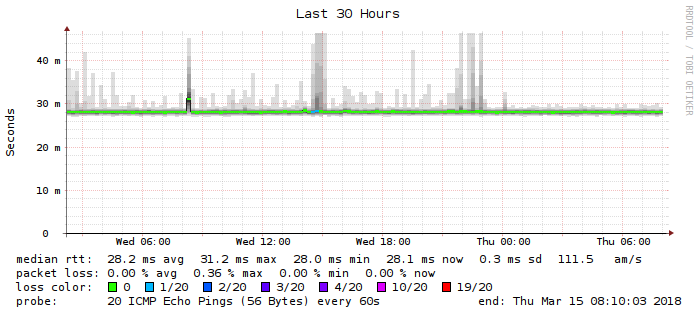 Last 30 Hours
RRDTOOL / TOBI OETIKER
Seconds
40 m
30 m
20 m
10 m
0
Wed 06:00 Wed 12:00 Wed 18:00 Thu 00:00 Thu 06:00
median rtt: 28.2 ms avg 31.2 ms max 28.0 ms min 28.1 ms now 0.3 ms sd 111.5 am/s
packet loss: 0.00 % avg 0.36 % max 0.00 % min 0.00 % now
loss color: 0 1/20 2/20 3/20 4/20 10/20 19/20
probe: 20 ICMP Echo Pings (56 Bytes) every 60s end: Thu Mar 15 08:10:03 2018